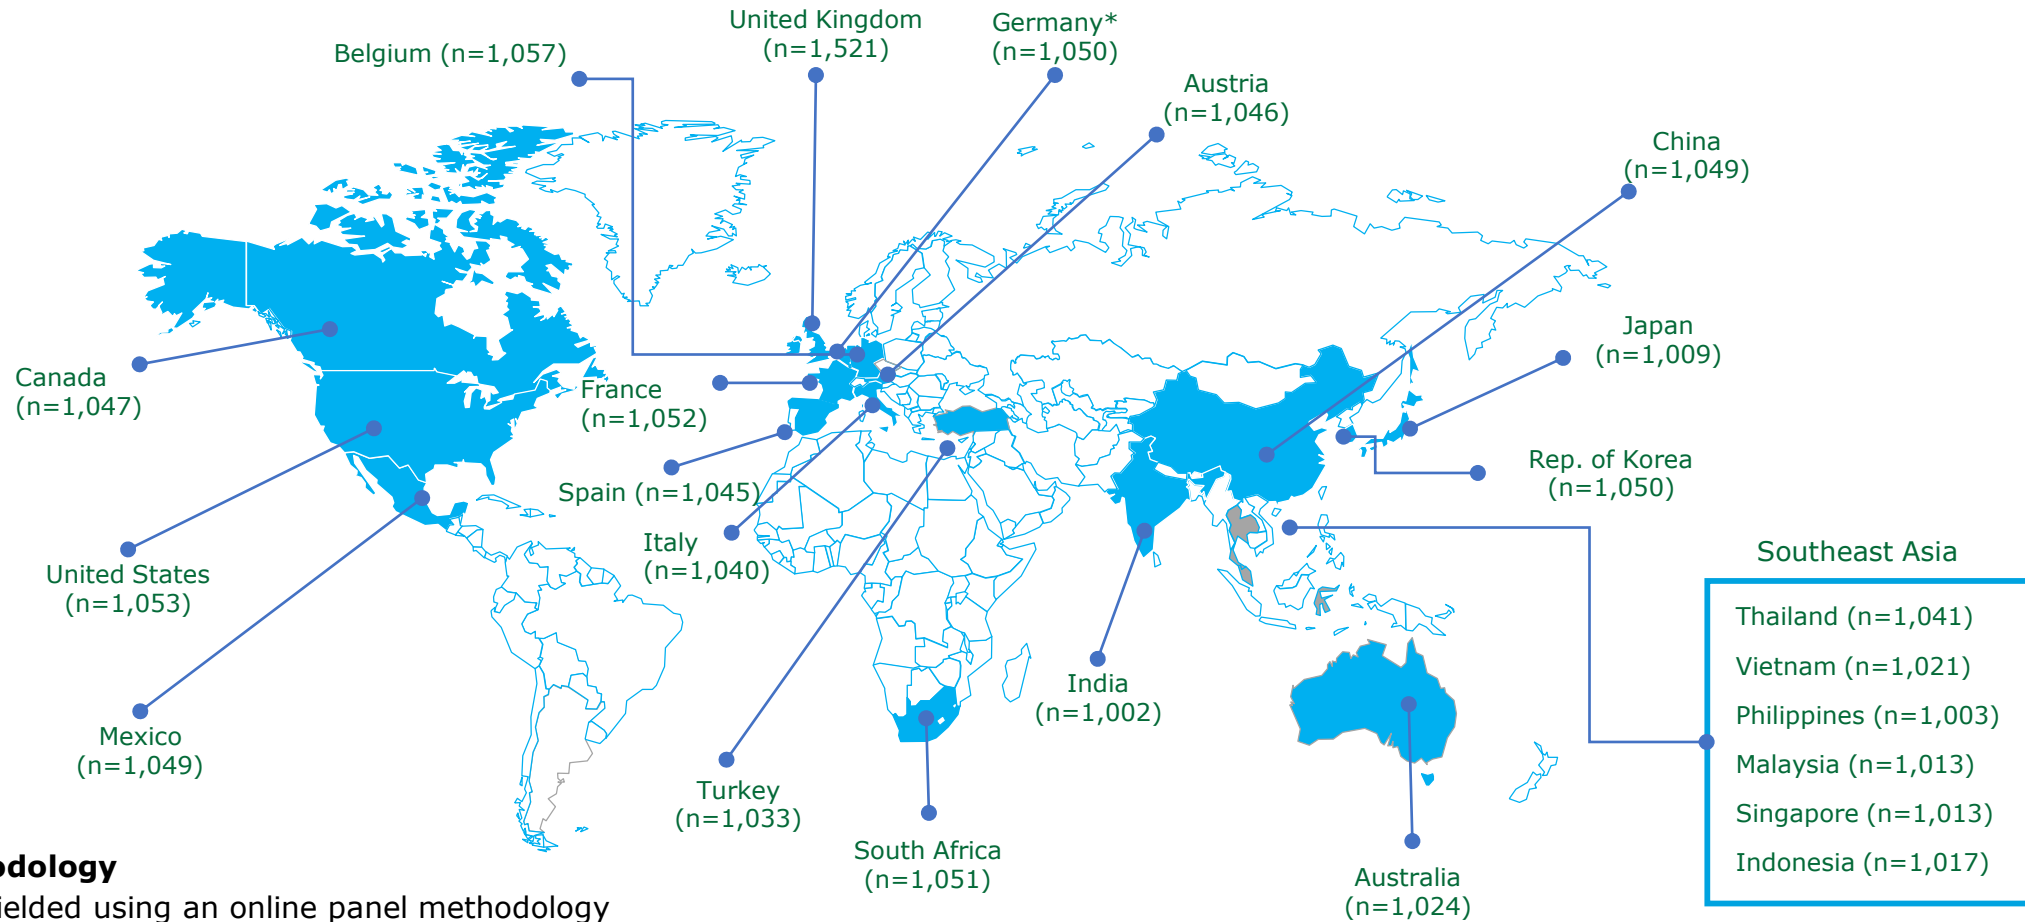 United Kingdom
(n=1,521)
Germany*
(n=1,050)
Belgium (n=1,057)
Austria
(n=1,046)
China
(n=1,049)
Japan
(n=1,009)
Canada
(n=1,047)
France
(n=1,052)
Rep. of Korea
(n=1,050)
Spain (n=1,045)
Italy
(n=1,040)
United States
(n=1,053)
Southeast Asia
Thailand (n=1,041)
Vietnam (n=1,021)
Philippines (n=1,003)
Malaysia (n=1,013)
Singapore (n=1,013)
Indonesia (n=1,017)
India
(n=1,002)
Mexico
(n=1,049)
Turkey
(n=1,033)
South Africa
(n=1,051)
Australia
(n=1,024)
odology
ielded using an online panel methodology